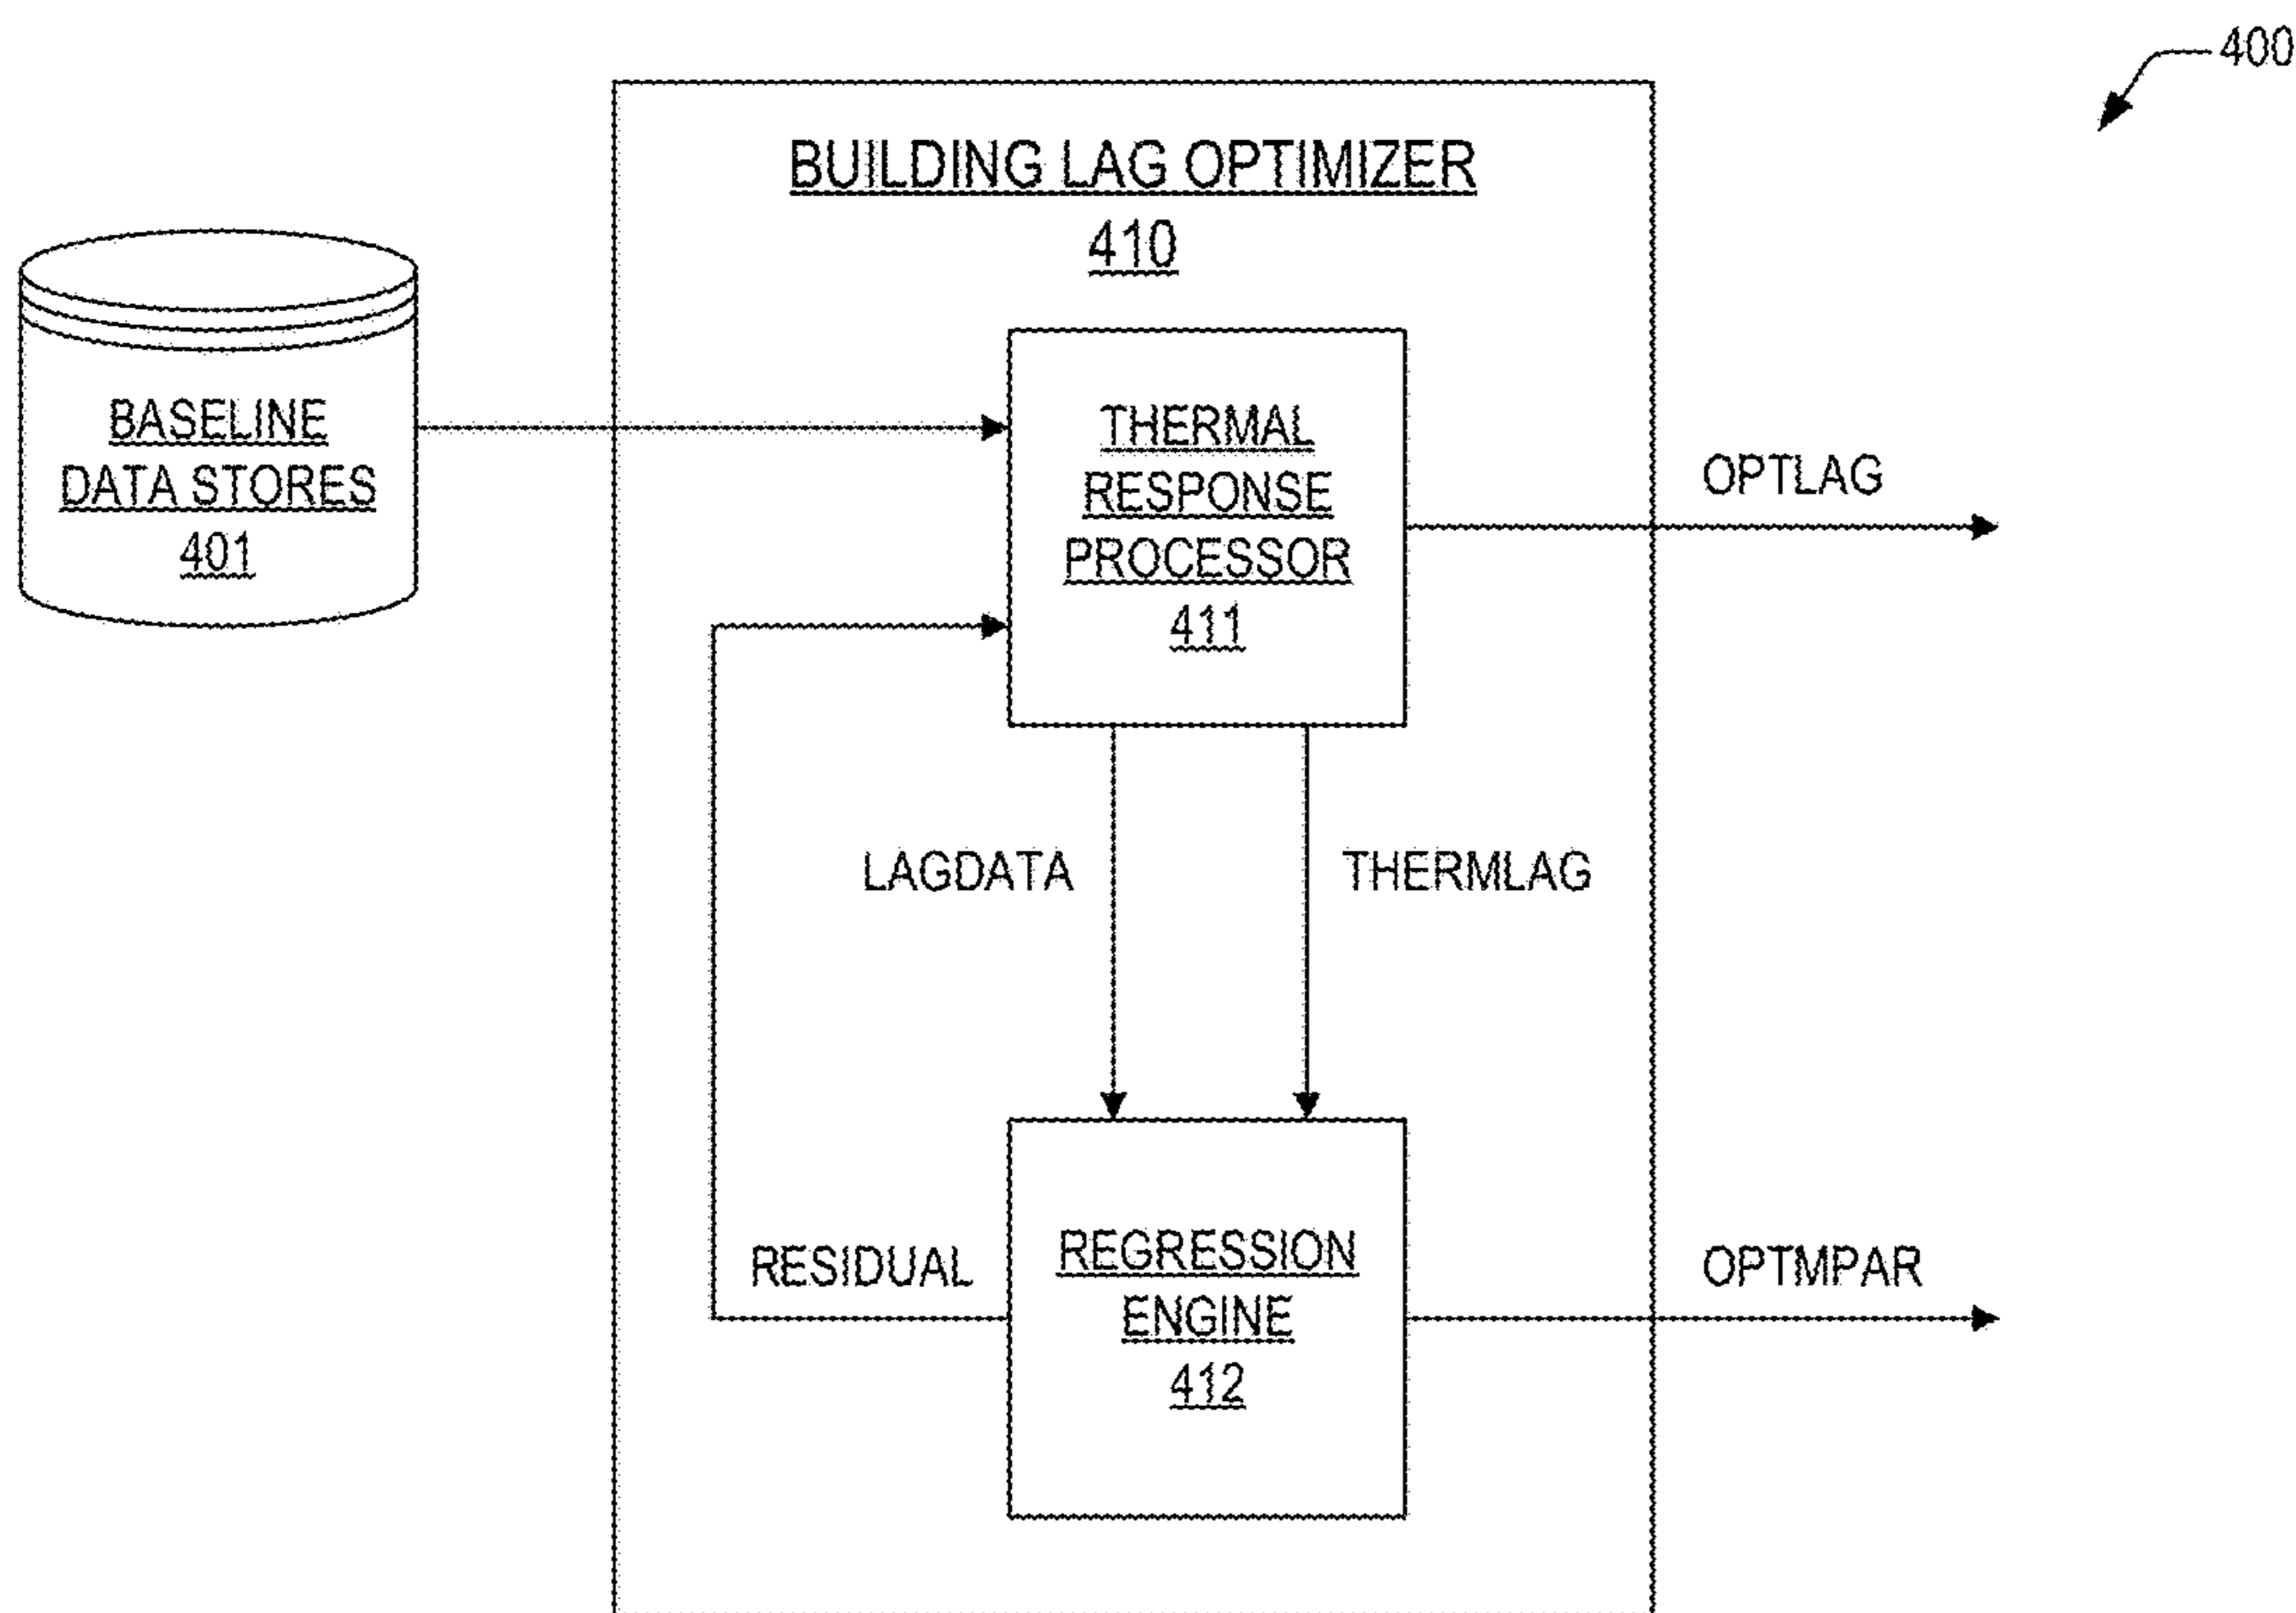 400
BUILDING LAG OPTIMIZER
410
BASELINE
DATA STORES
401
THERMAL
RESPONSE
PROCESSOR
411
OPTLAG
LAGDATA
THERMLAG
RESIDUAL
REGRESSION
ENGINE
412
OPTMPAR